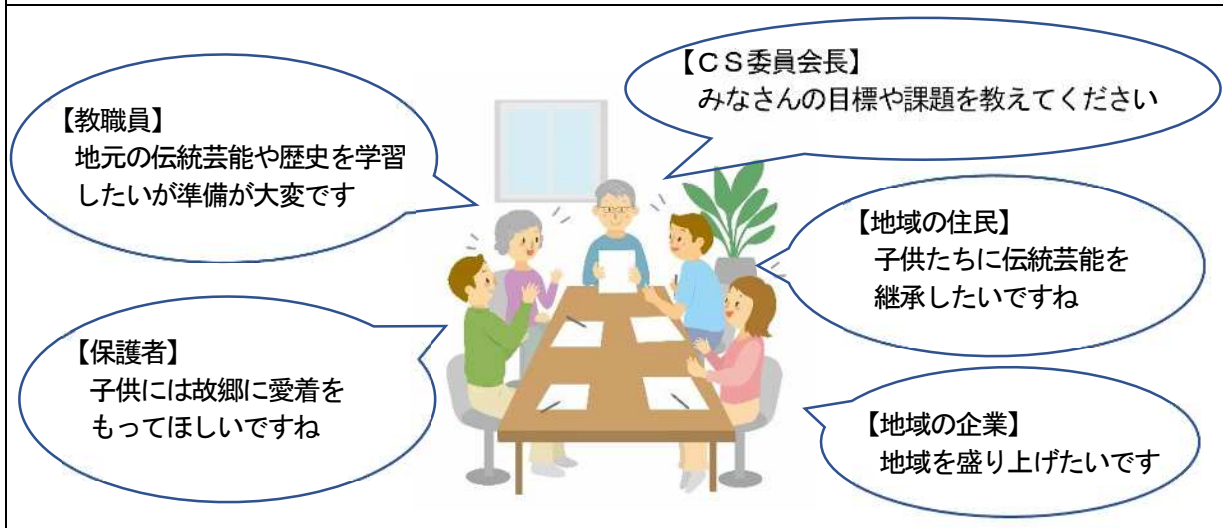 【ＣＳ委員会長】
みなさんの目標や課題を教えてください
【教職員】
地元の伝統芸能や歴史を学習
したいが準備が大変です
【地域の住民】
子供たちに伝統芸能を
継承したいですね
【保護者】
子供には故郷に愛着を
もってほしいですね
【地域の企業】
地域を盛り上げたいです